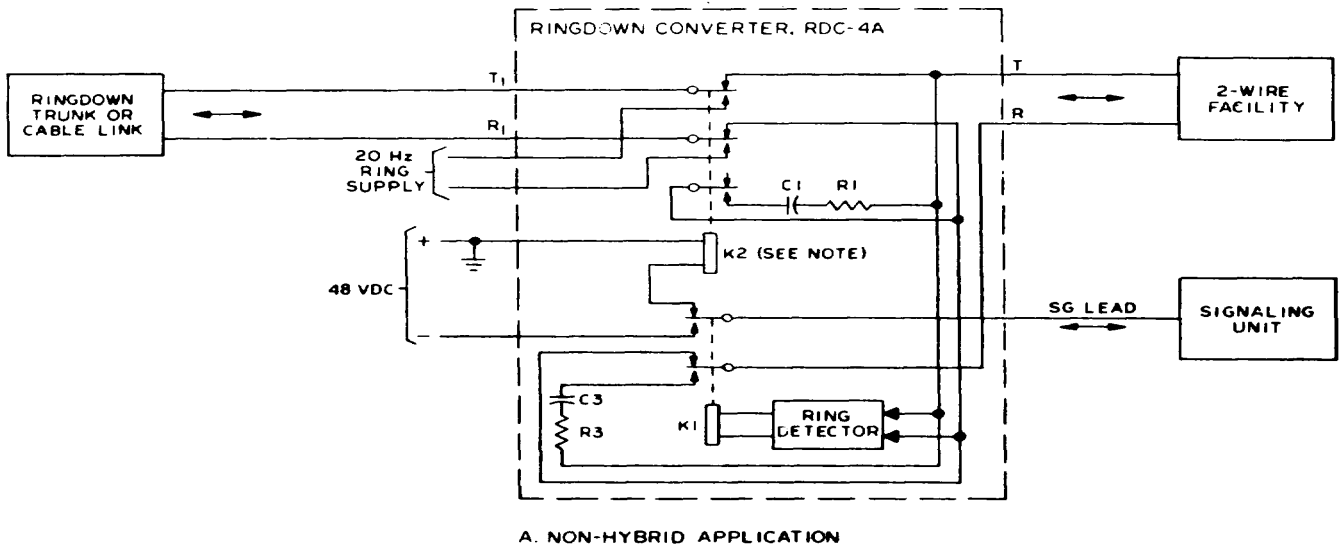 RINGDOWN CONVERTER, RDC-4A
RINGDOWN
TRUNK OR
CABLE LINK
T1
R1
20 Hz
RING
SUPPLY
C1 R1
T
R
2-WIRE
FACILITY
+
48 VDC
−
K2 (SEE NOTE)
SG LEAD
SIGNALING
UNIT
C3
R3
K1
RING
DETECTOR
A. NON-HYBRID APPLICATION